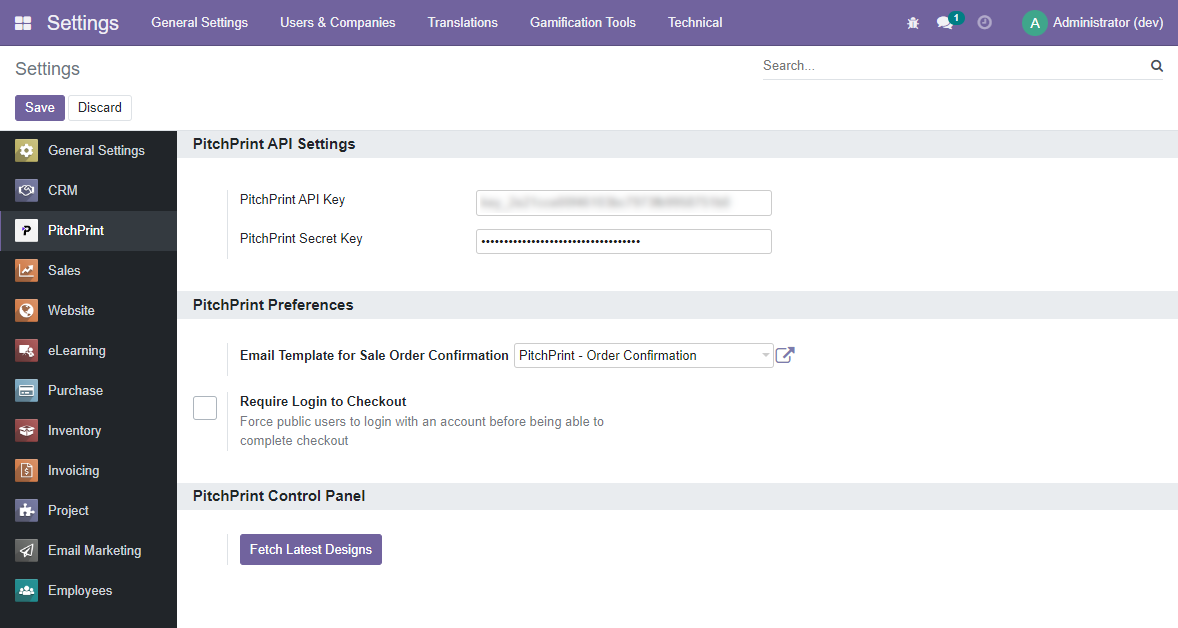 Settings
General Settings
Users & Companies
Translations
Gamification Tools
Technical
1
A
Administrator (dev)
Settings
Search...
Save
Discard
General Settings
CRM
PitchPrint
Sales
Website
eLearning
Purchase
Inventory
Invoicing
Project
Email Marketing
Employees
PitchPrint API Settings
PitchPrint API Key
PitchPrint Secret Key
PitchPrint Preferences
Email Template for Sale Order Confirmation
PitchPrint - Order Confirmation
Require Login to Checkout
Force public users to login with an account before being able to
complete checkout
PitchPrint Control Panel
Fetch Latest Designs